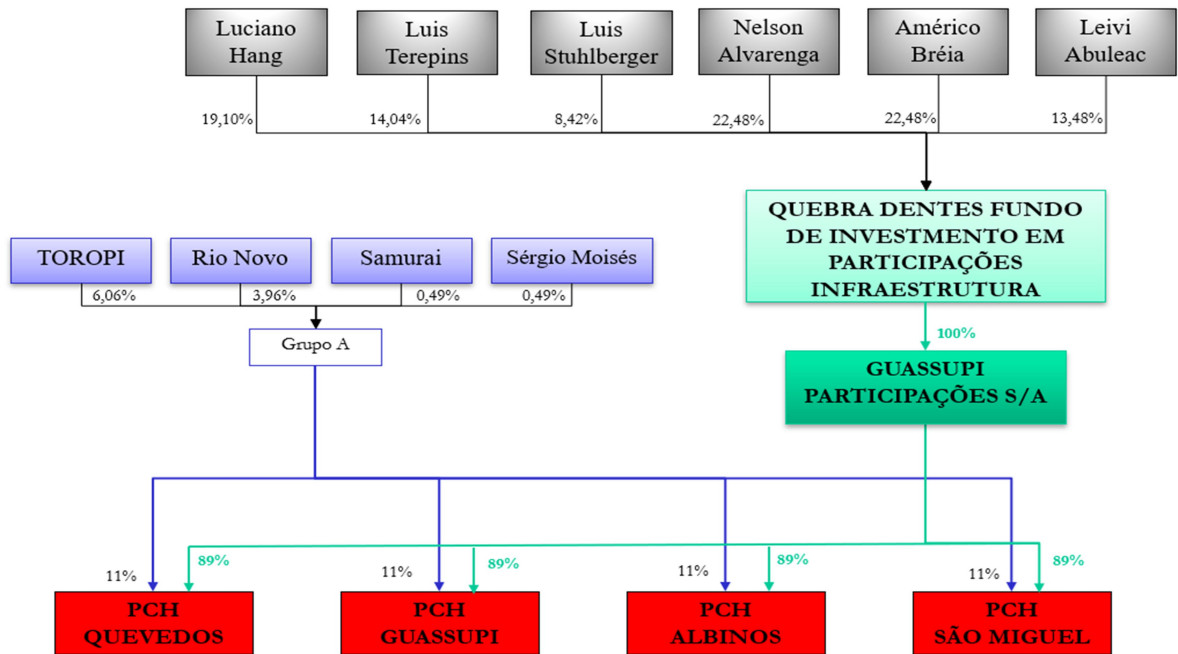 Luciano
Hang
Luis
Terepins
Luis
Stuhlberger
Nelson
Alvarenga
Américo
Bréia
Leivi
Abuleac
19,10%
14,04%
8,42%
22,48%
22,48%
13,48%
QUEBRA DENTES FUNDO
DE INVESTMENTO EM
PARTICIPAÇÕES
INFRAESTRUTURA
TOROPI
Rio Novo
Samurai
Sérgio Moisés
6,06%
3,96%
0,49%
0,49%
Grupo A
100%
GUASSUPI
PARTICIPAÇÕES S/A
11%
89%
11%
89%
11%
89%
11%
89%
PCH
QUEVEDOS
PCH
GUASSUPI
PCH
ALBINOS
PCH
SÃO MIGUEL